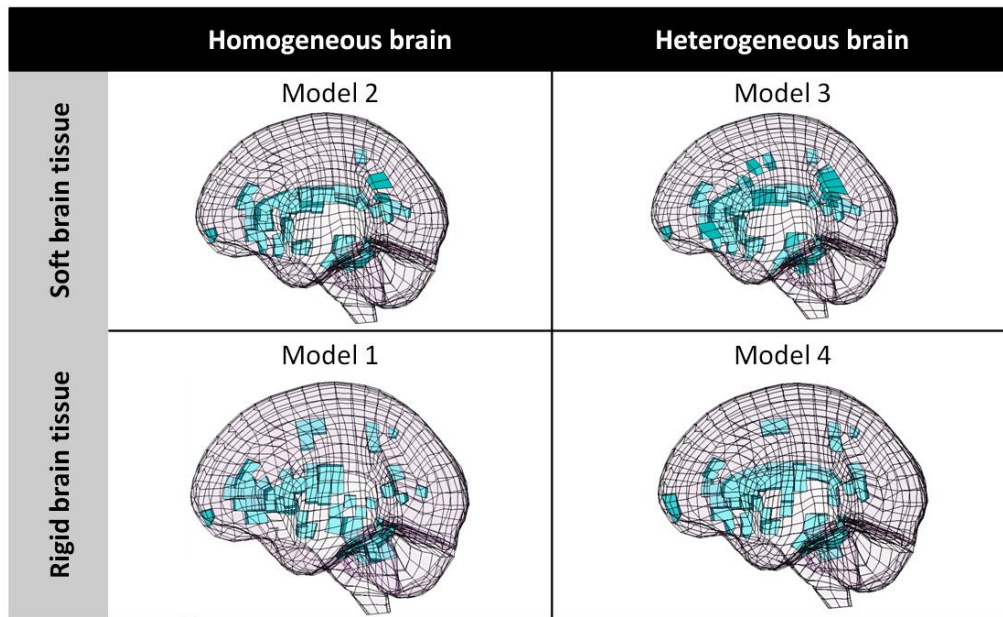 Homogeneous brain
Heterogeneous brain
Soft brain tissue
Model 2
Model 3
Rigid brain tissue
Model 1
Model 4